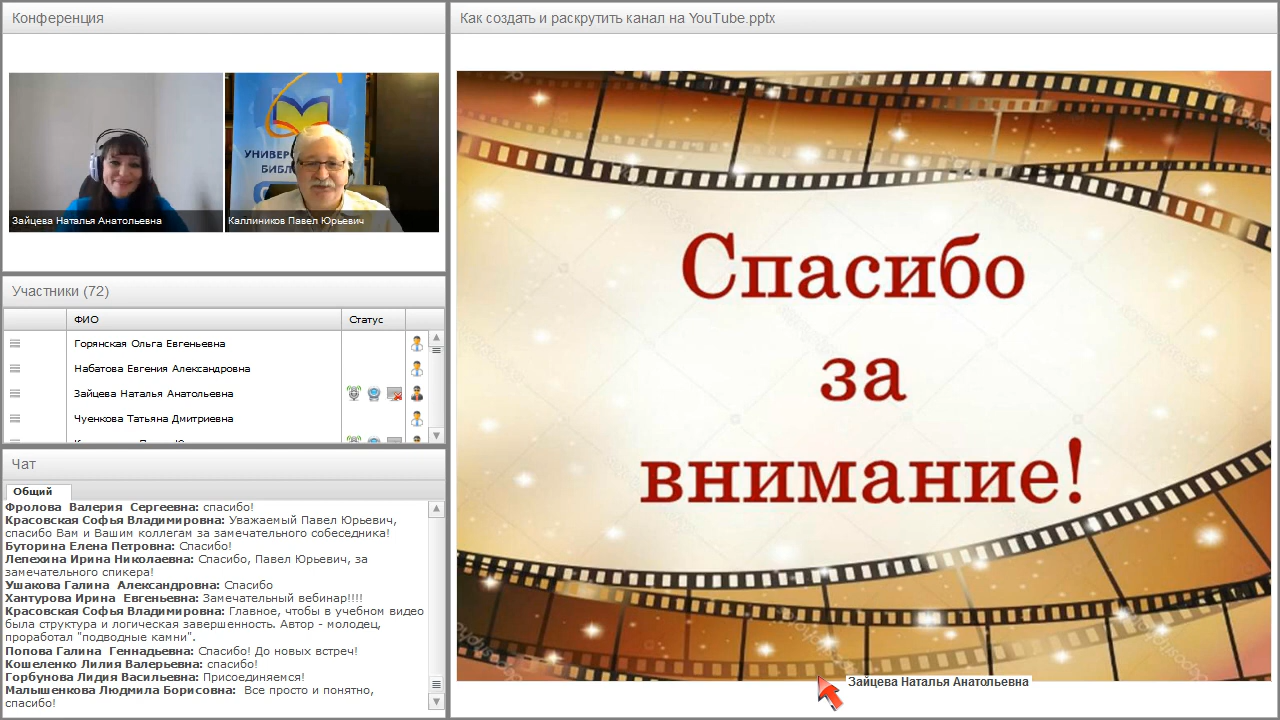 Конференция
Зайцева Наталья Анатольевна
УНИВЕР
БИБЛ
Каллиников Павел Юрьевич
Участники (72)
ФИО
Статус
Горянская Ольга Евгеньевна
Набатова Евгения Александровна
Зайцева Наталья Анатольевна
Чуенкова Татьяна Дмитриевна
Чат
Общий
Фролова Валерия Сергеевна: спасибо!
Красовская Софья Владимировна: Уважаемый Павел Юрьевич,
спасибо Вам и Вашим коллегам за замечательного собеседника!
Буторина Елена Петровна: Спасибо!
Лепехина Ирина Николаевна: Спасибо, Павел Юрьевич, за
замечательного спикера!
Ушакова Галина Александровна: Спасибо
Хантурова Ирина Евгеньевна: Замечательный вебинар!!!!
Красовская Софья Владимировна: Главное, чтобы в учебном видео
была структура и логическая завершенность. Автор - молодец,
проработал "подводные камни".
Попова Галина Геннадьевна: Спасибо! До новых встреч!
Кошеленко Лилия Валерьевна: спасибо!
Горбунова Лидия Васильевна: Присоединяемся!
Малышенкова Людмила Борисовна: Все просто и понятно,
спасибо!
Как создать и раскрутить канал на YouTube.pptx
Спасибо
за
внимание!
Зайцева Наталья Анатольевна